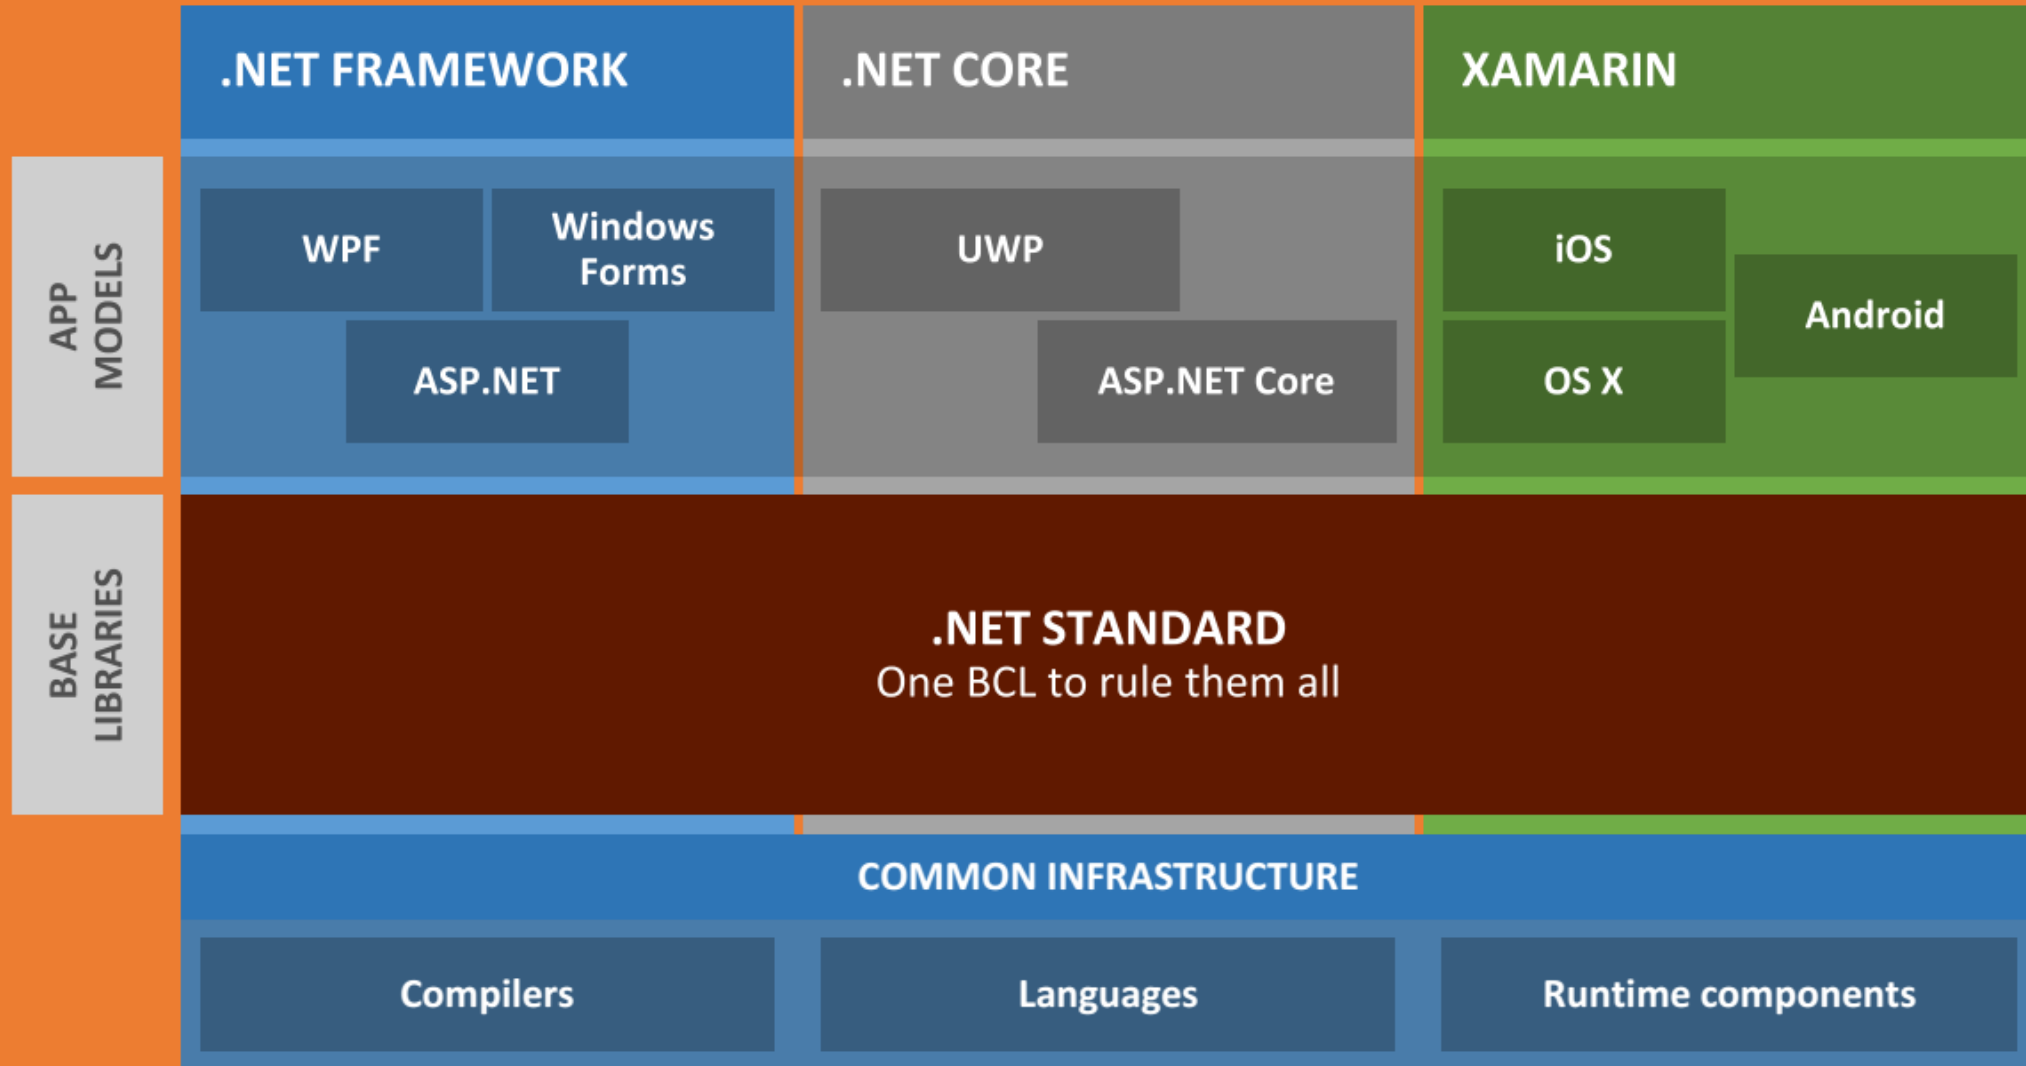 .NET FRAMEWORK
.NET CORE
XAMARIN
APP
MODELS
WPF
Windows
Forms
ASP.NET
UWP
ASP.NET Core
iOS
OS X
Android
BASE
LIBRARIES
.NET STANDARD
One BCL to rule them all
COMMON INFRASTRUCTURE
Compilers
Languages
Runtime components